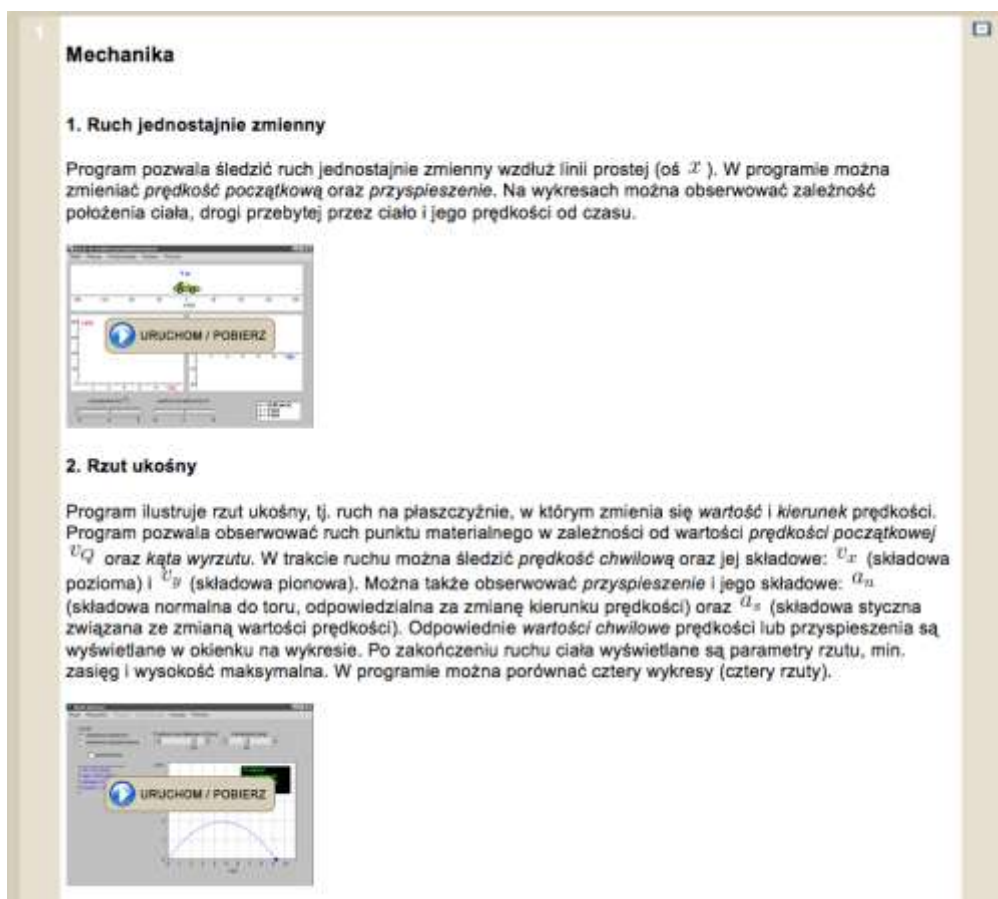 1
Mechanika
1. Ruch jednostajnie zmienny
Program pozwala śledzić ruch jednostajnie zmienny wzdłuż linii prostej (oś x ). W programie można
zmieniać prędkość początkową oraz przyspieszenie. Na wykresach można obserwować zależność
położenia ciała, drogi przebytej przez ciało i jego prędkości od czasu.
URUCHOM / POBIERZ
2. Rzut ukośny
Program ilustruje rzut ukośny, tj. ruch na płaszczyźnie, w którym zmienia się wartość i kierunek prędkości.
Program pozwala obserwować ruch punktu materialnego w zależności od wartości prędkości początkowej
v_Q oraz kąta wyrzutu. W trakcie ruchu można śledzić prędkość chwilową oraz jej składowe: v_x (składowa
pozioma) i v_y (składowa pionowa). Można także obserwować przyspieszenie i jego składowe: a_n
(składowa normalna do toru, odpowiedzialna za zmianę kierunku prędkości) oraz a_s (składowa styczna
związana ze zmianą wartości prędkości). Odpowiednie wartości chwilowe prędkości lub przyspieszenia są
wyświetlane w okienku na wykresie. Po zakończeniu ruchu ciała wyświetlane są parametry rzutu, min.
zasięg i wysokość maksymalna. W programie można porównać cztery wykresy (cztery rzuty).
URUCHOM / POBIERZ